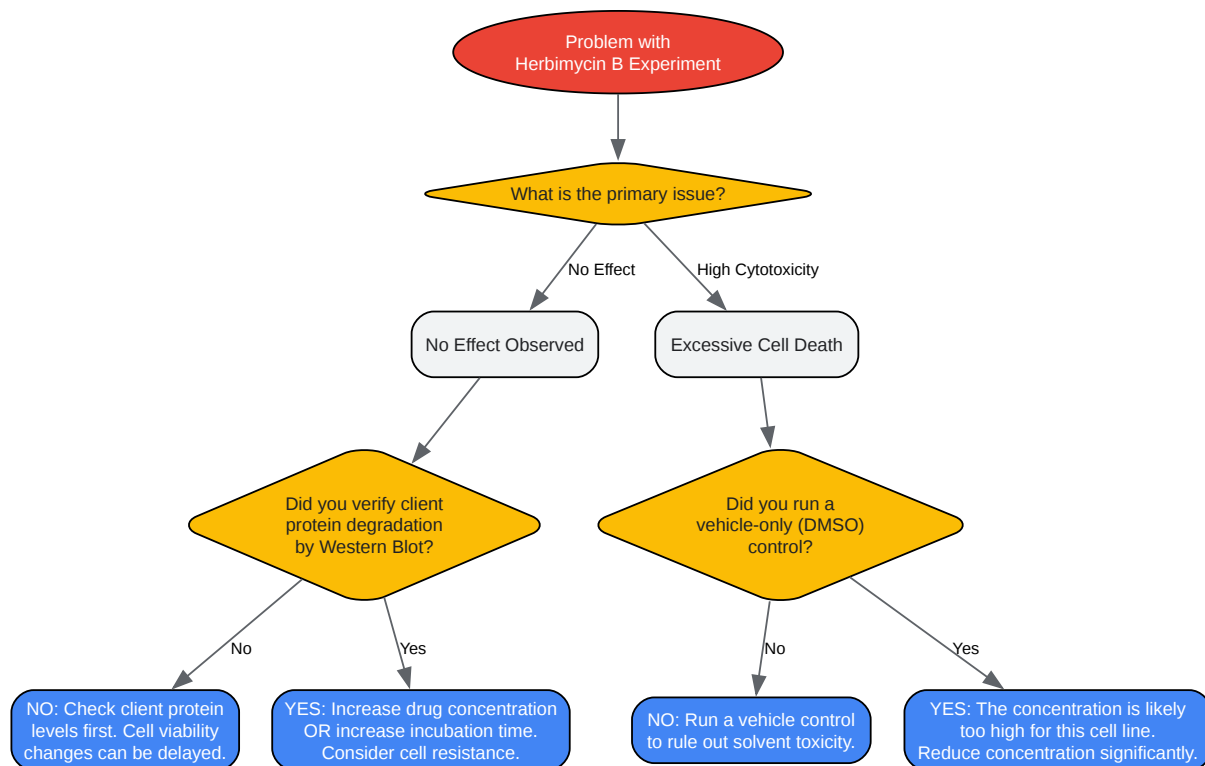 Problem with
Herbimycin B Experiment
What is the primary issue?
No Effect
High Cytotoxicity
No Effect Observed
Excessive Cell Death
Did you verify client
protein degradation
by Western Blot?
Did you run a
vehicle-only (DMSO)
control?
No
Yes
No
Yes
NO: Check client protein
levels first. Cell viability
changes can be delayed.
YES: Increase drug concentration
OR increase incubation time.
Consider cell resistance.
NO: Run a vehicle control
to rule out solvent toxicity.
YES: The concentration is likely
too high for this cell line.
Reduce concentration significantly.